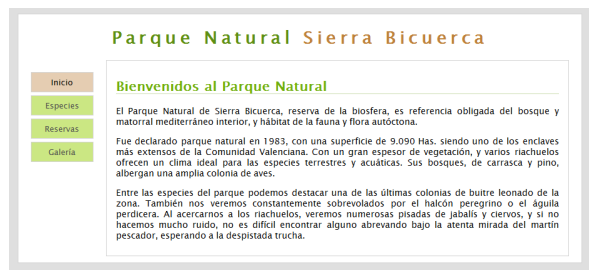 Parque Natural Sierra Bicuerca
Inicio
Especies
Reservas
Galería
Bienvenidos al Parque Natural
El Parque Natural de Sierra Bicuerca, reserva de la biosfera, es referencia obligada del bosque y
matorral mediterráneo interior, y hábitat de la fauna y flora autóctona.
Fue declarado parque natural en 1983, con una superficie de 9.090 Has. siendo uno de los enclaves
más extensos de la Comunidad Valenciana. Con un gran espesor de vegetación, y varios riachuelos
ofrecen un clima ideal para las especies terrestres y acuáticas. Sus bosques, de carrasca y pino,
albergan una amplia colonia de aves.
Entre las especies del parque podemos destacar una de las últimas colonias de buitre leonado de la
zona. También nos veremos constantemente sobrevolados por el halcón peregrino o el águila
perdicera. Al acercarnos a los riachuelos, veremos numerosas pisadas de jabalís y ciervos, y si no
hacemos mucho ruido, no es difícil encontrar alguno abrevando bajo la atenta mirada del martín
pescador, esperando a la despistada trucha.